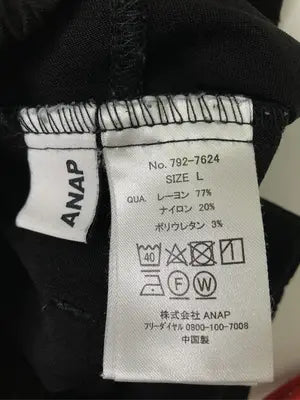 ANAP
No. 792-7624
SIZE L
QUA. レーヨン 77%
ナイロン 20%
ポリウレタン 3%
40
F W
株式会社 ANAP
フリーダイヤル 0800-100-7008
中国製